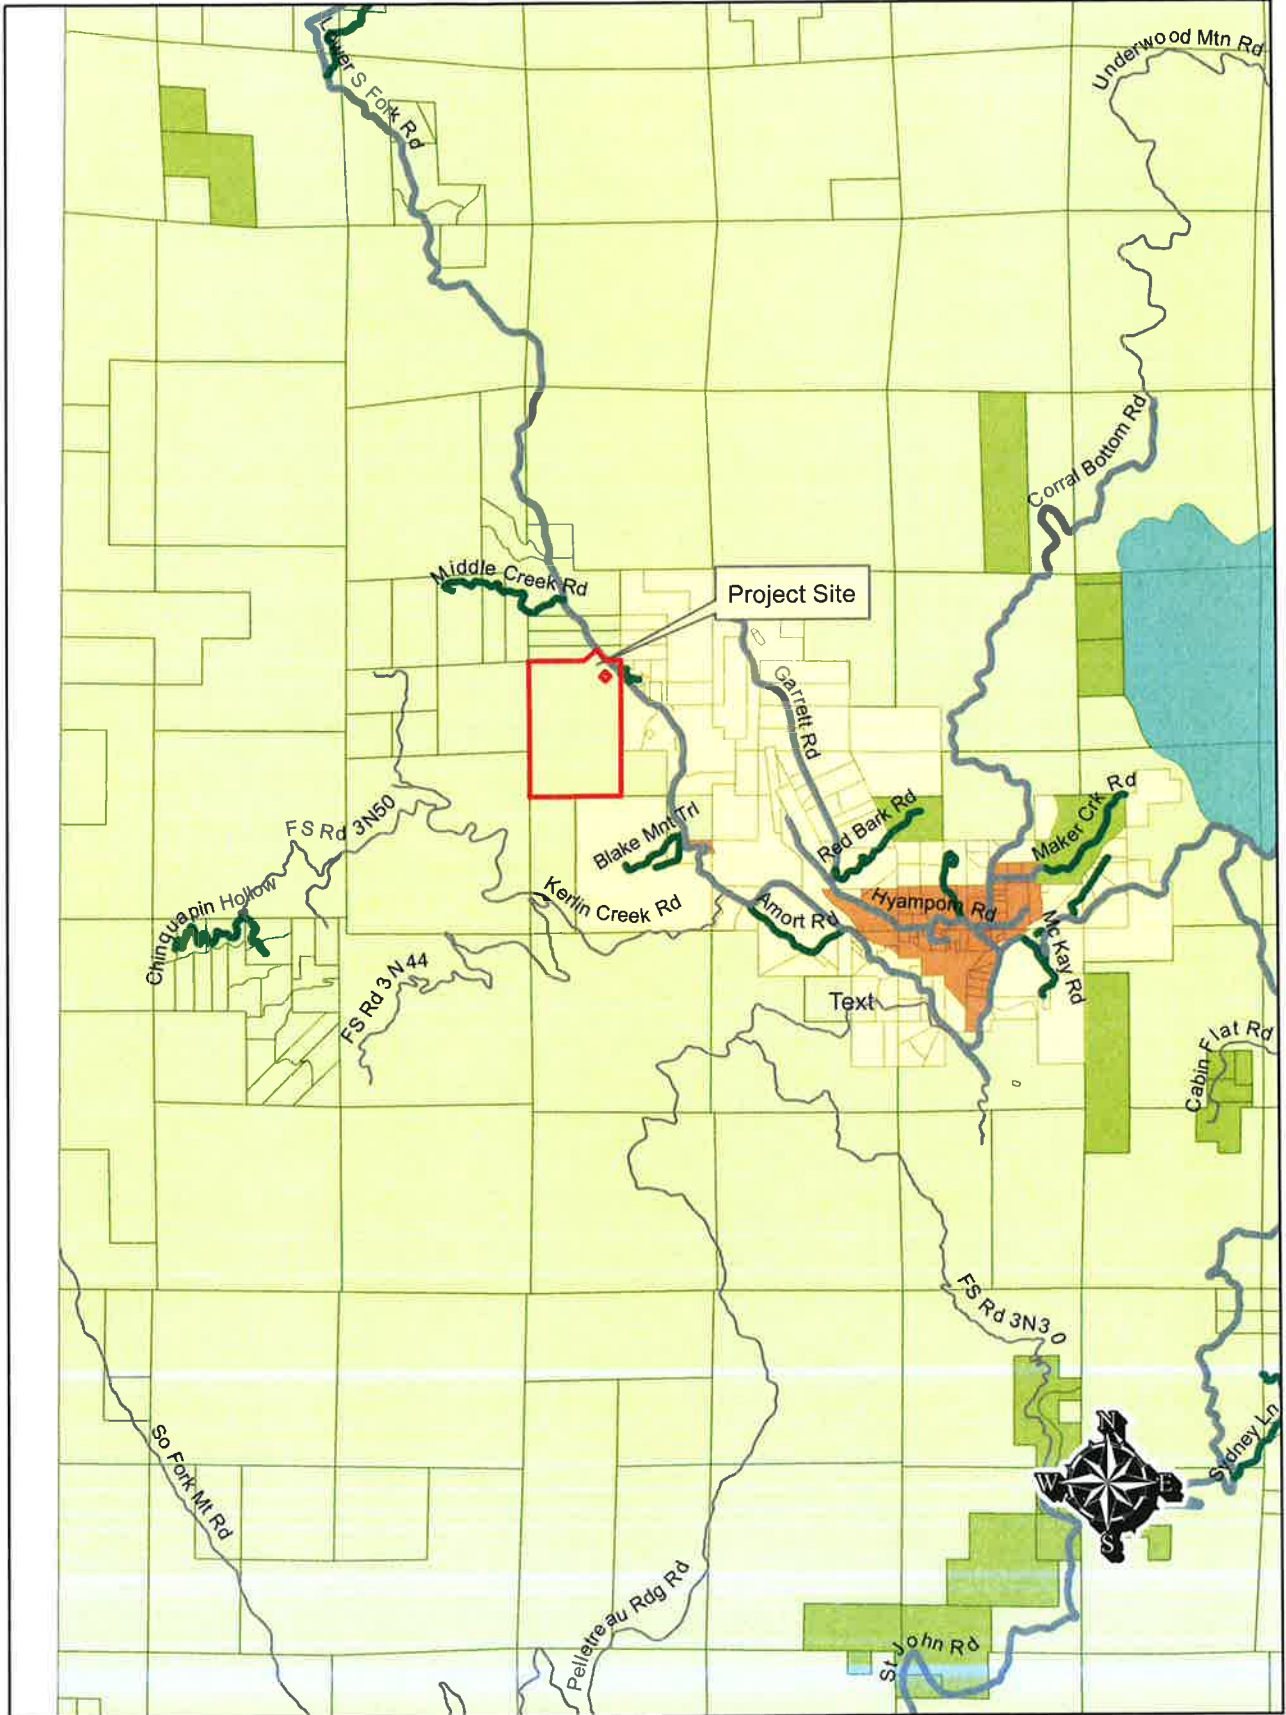 Lower S Fork Rd
Underwood Mtn Rd
Corral Bottom Rd
Middle Creek Rd
Project Site
Garrett Rd
FS Rd 3N50
Blake Mnt Trl
Red Bark Rd
Maker Crk Rd
Chinquapin Hollow
Kerlin Creek Rd
Amort Rd
Hyampom Rd
Mc Kay Rd
FS Rd 3 N 44
Text
Cabin Flat Rd
FS Rd 3N30
So Fork Mt Rd
N
W
E
S
Sydney Ln
Pelletreau Rdg Rd
St John Rd